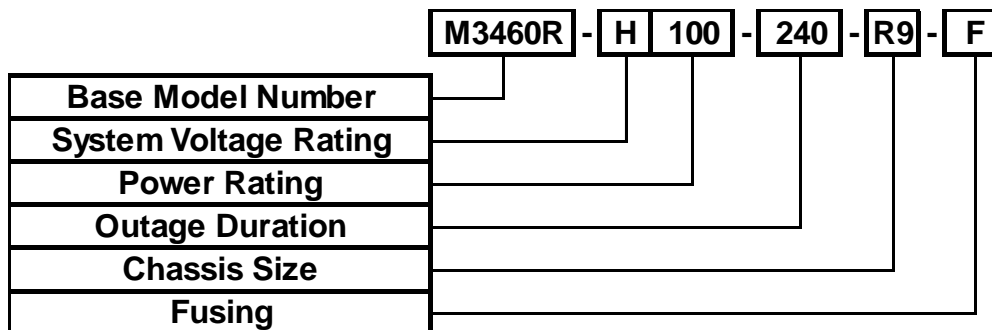 M3460R - H 100 - 240 - R9 - F
Base Model Number
System Voltage Rating
Power Rating
Outage Duration
Chassis Size
Fusing